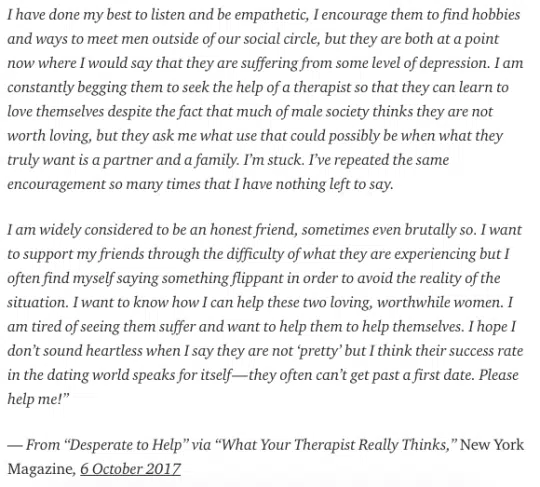 I have done my best to listen and be empathetic, I encourage them to find hobbies
and ways to meet men outside of our social circle, but they are both at a point
now where I would say that they are suffering from some level of depression. I am
constantly begging them to seek the help of a therapist so that they can learn to
love themselves despite the fact that much of male society thinks they are not
worth loving, but they ask me what use that could possibly be when what they
truly want is a partner and a family. I’m stuck. I’ve repeated the same
encouragement so many times that I have nothing left to say.
I am widely considered to be an honest friend, sometimes even brutally so. I want
to support my friends through the difficulty of what they are experiencing but I
often find myself saying something flippant in order to avoid the reality of the
situation. I want to know how I can help these two loving, worthwhile women. I
am tired of seeing them suffer and want to help them to help themselves. I hope I
don’t sound heartless when I say they are not ‘pretty’ but I think their success rate
in the dating world speaks for itself—they often can’t get past a first date. Please
help me!”
— From “Desperate to Help” via “What Your Therapist Really Thinks,” New York
Magazine, 6 October 2017